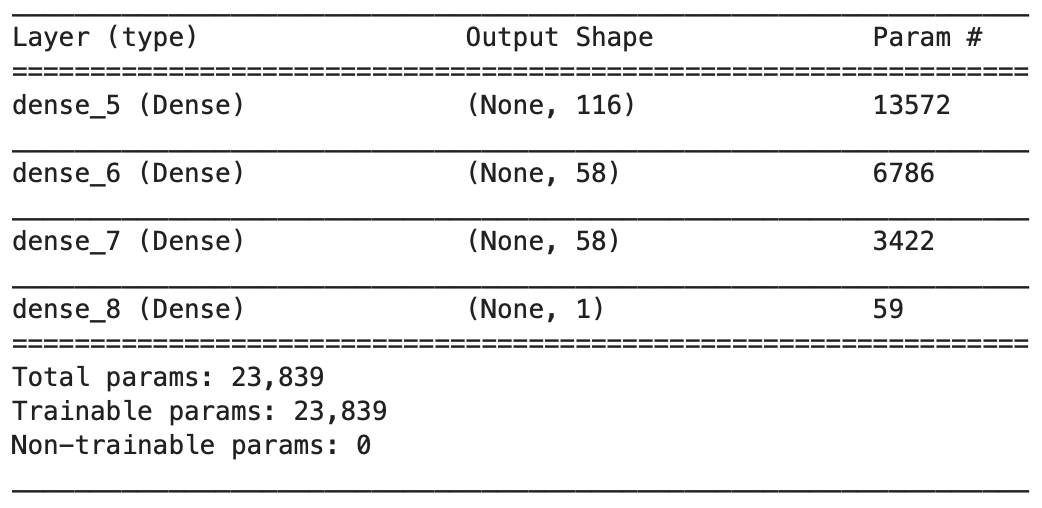 Layer (type) Output Shape Param #
dense_5 (Dense) (None, 116) 13572
dense_6 (Dense) (None, 58) 6786
dense_7 (Dense) (None, 58) 3422
dense_8 (Dense) (None, 1) 59
Total params: 23,839
Trainable params: 23,839
Non-trainable params: 0